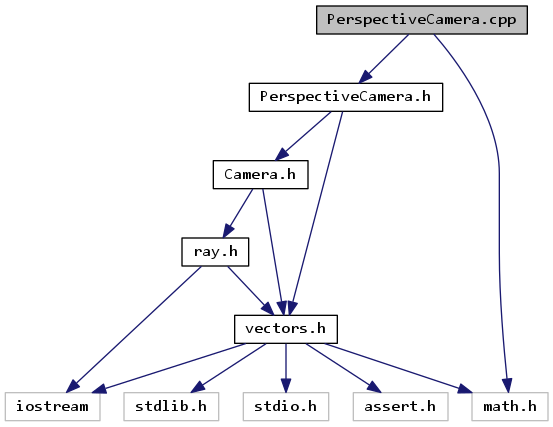 PerspectiveCamera.cpp
PerspectiveCamera.h
Camera.h
ray.h
vectors.h
iostream
stdlib.h
stdio.h
assert.h
math.h